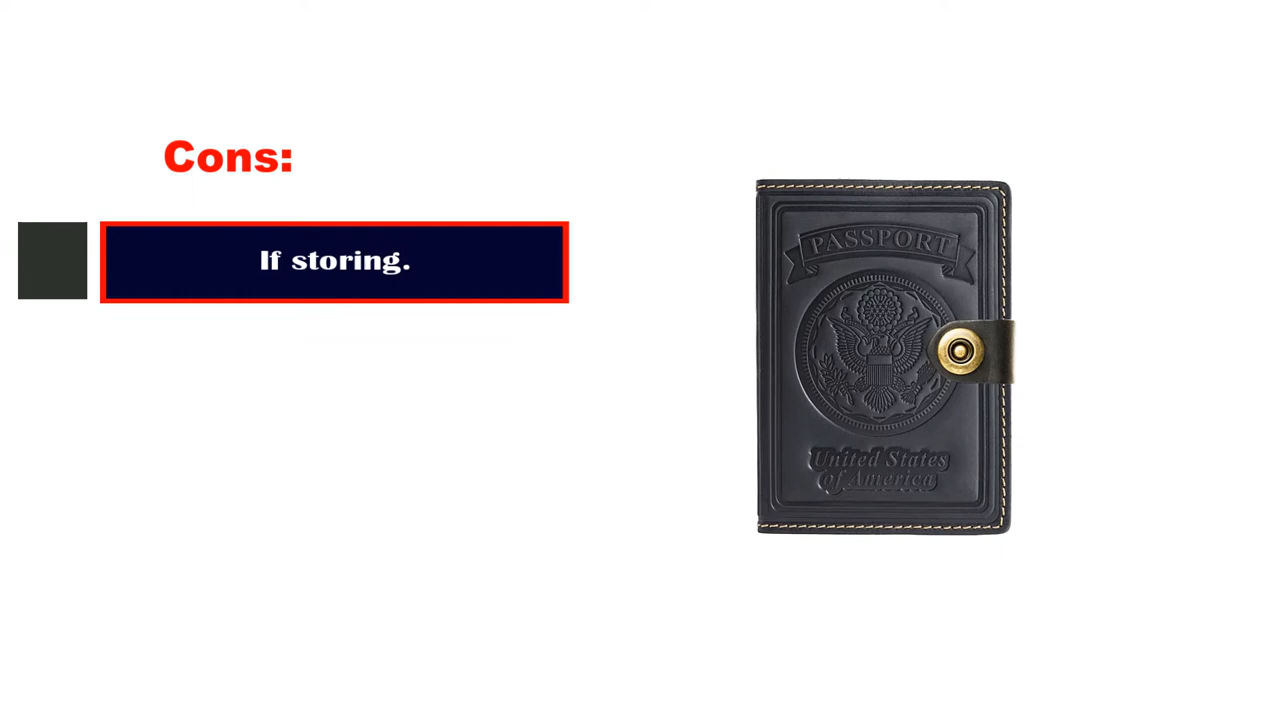 Cons:
If storing.
PASSPORT
United States
of America